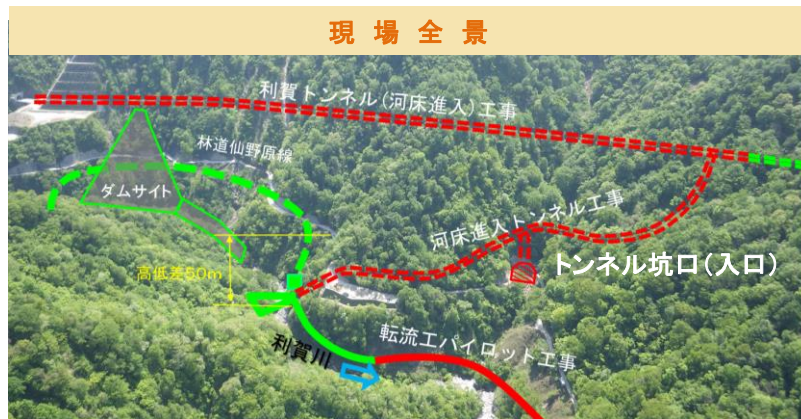 現場全景
利賀トンネル(河床進入)工事
林道仙野原線
ダムサイト
河床進入トンネル工事
トンネル坑口(入口)
高低差50m
転流工パイロット工事
利賀川